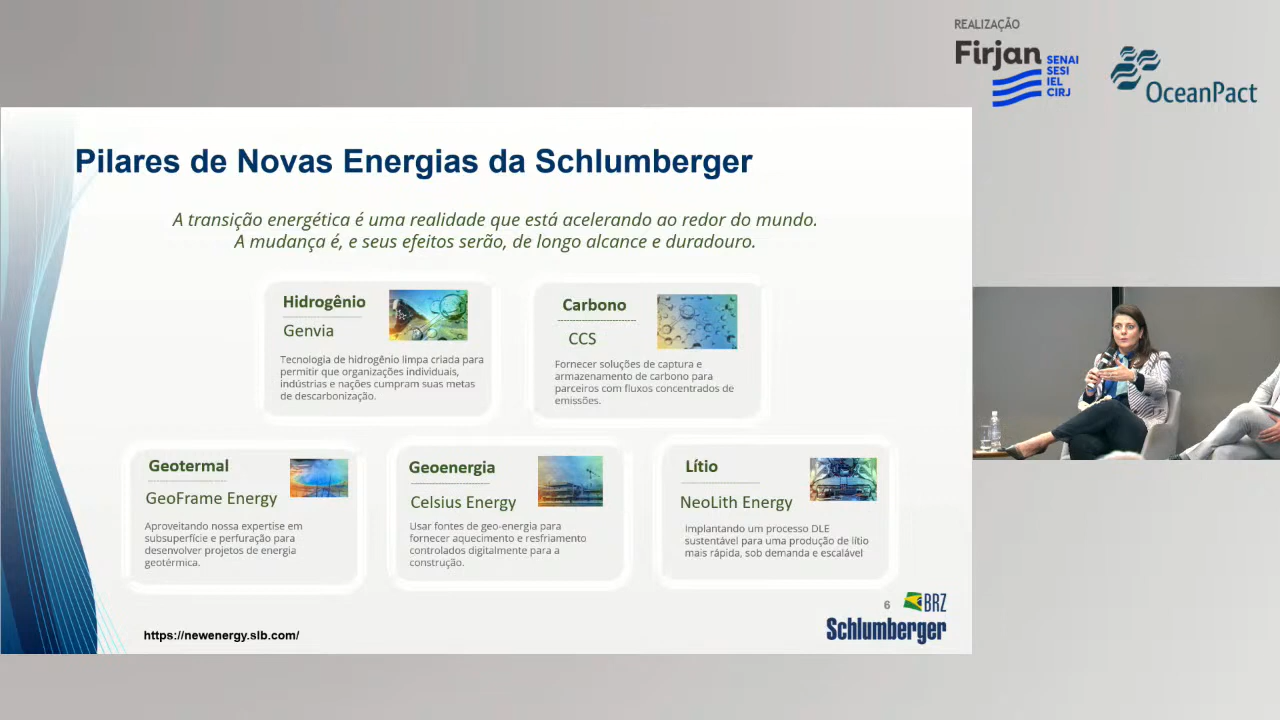 REALIZAÇÃO
Firjan
SENAI
SESI
IEL
CIRJ
OceanPact
Pilares de Novas Energias da Schlumberger
A transição energética é uma realidade que está acelerando ao redor do mundo.
A mudança é, e seus efeitos serão, de longo alcance e duradouro.
Hidrogênio
Genvia
Tecnologia de hidrogênio limpa criada para
permitir que organizações individuais,
indústrias e nações cumpram suas metas
de descarbonização.
Carbono
CCS
Fornecer soluções de captura e
armazenamento de carbono para
parceiros com fluxos concentrados de
emissões.
Geotermal
GeoFrame Energy
Aproveitando nossa expertise em
subsuperfície e perfuração para
desenvolver projetos de energia
geotérmica.
Geoenergia
Celsius Energy
Usar fontes de geo-energia para
fornecer aquecimento e resfriamento
controlados digitalmente para a
construção.
Lítio
NeoLith Energy
Implantando um processo DLE
sustentável para uma produção de lítio
mais rápida, sob demanda e escalável
6
BRZ
Schlumberger
https://newenergy.slb.com/